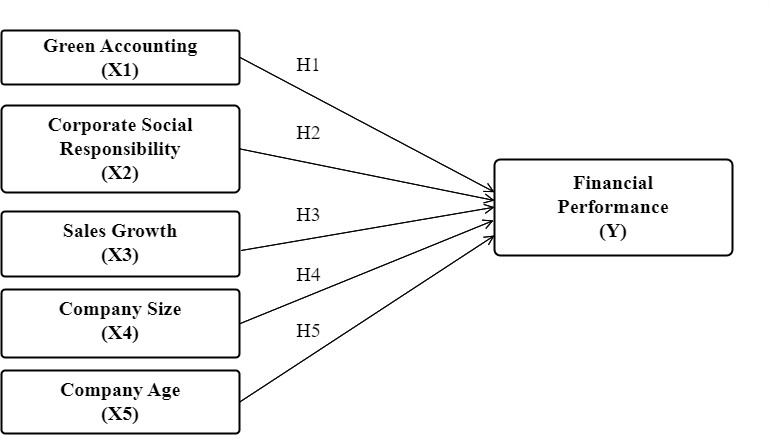 Green Accounting
(X1)
H1
Corporate Social
Responsibility
(X2)
H2
Sales Growth
(X3)
H3
Company Size
(X4)
H4
Company Age
(X5)
H5
Financial
Performance
(Y)